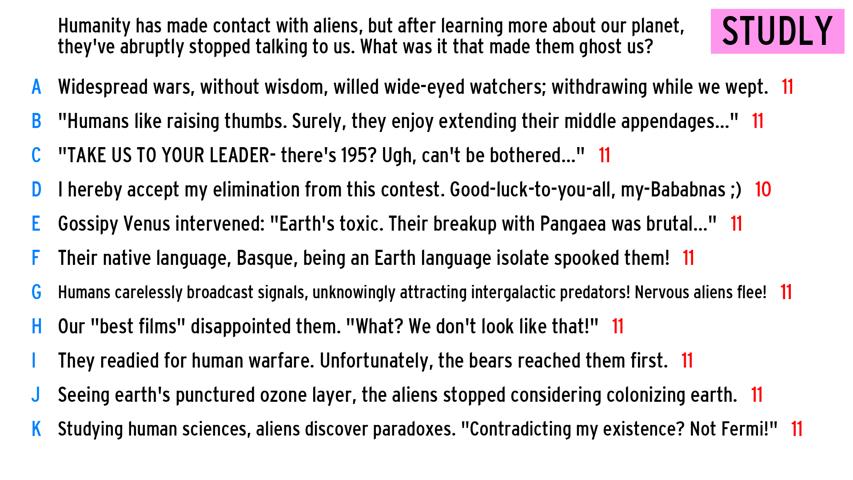 Humanity has made contact with aliens, but after learning more about our planet,
they've abruptly stopped talking to us. What was it that made them ghost us?
STUDLY
A Widespread wars, without wisdom, willed wide-eyed watchers; withdrawing while we wept. 11
B "Humans like raising thumbs. Surely, they enjoy extending their middle appendages..." 11
C "TAKE US TO YOUR LEADER- there's 195? Ugh, can't be bothered..." 11
D I hereby accept my elimination from this contest. Good-luck-to-you-all, my-Bababnas ;) 10
E Gossipy Venus intervened: "Earth's toxic. Their breakup with Pangaea was brutal..." 11
F Their native language, Basque, being an Earth language isolate spooked them! 11
G Humans carelessly broadcast signals, unknowingly attracting intergalactic predators! Nervous aliens flee! 11
H Our "best films" disappointed them. "What? We don't look like that!" 11
I They readied for human warfare. Unfortunately, the bears reached them first. 11
J Seeing earth's punctured ozone layer, the aliens stopped considering colonizing earth. 11
K Studying human sciences, aliens discover paradoxes. "Contradicting my existence? Not Fermi!" 11